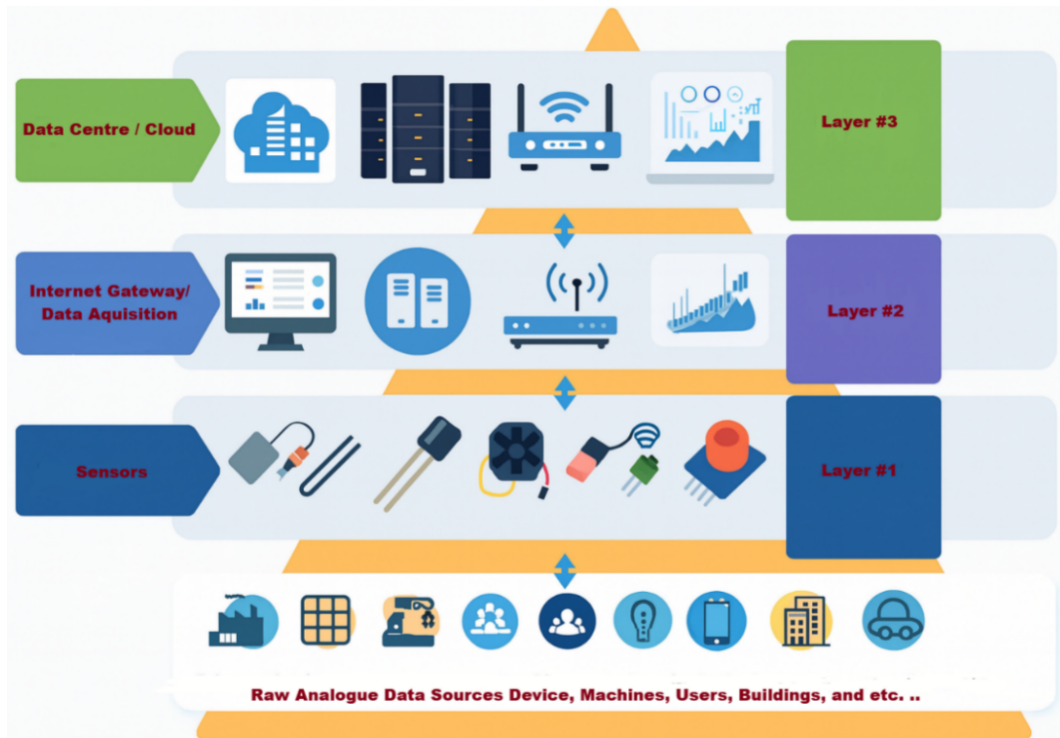 Data Centre / Cloud
Layer #3
Internet Gateway/
Data Aquisition
Layer #2
Sensors
Layer #1
Raw Analogue Data Sources Device, Machines, Users, Buildings, and etc. ..